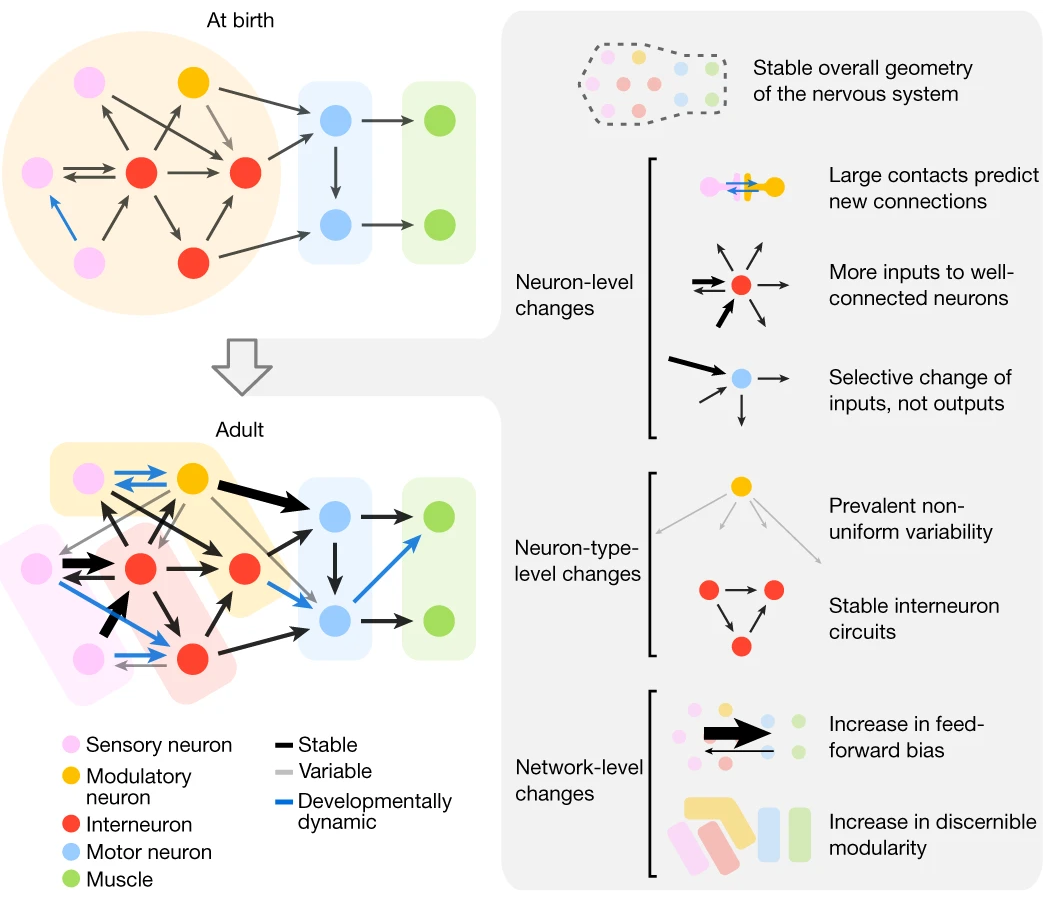 At birth
Stable overall geometry
of the nervous system
Neuron-level
changes
Large contacts predict
new connections
More inputs to well-
connected neurons
Selective change of
inputs, not outputs
Adult
Neuron-type-
level changes
Prevalent non-
uniform variability
Stable interneuron
circuits
Network-level
changes
Increase in feed-
forward bias
Increase in discernible
modularity
Sensory neuron
Modulatory
neuron
Interneuron
Motor neuron
Muscle
Stable
Variable
Developmentally
dynamic